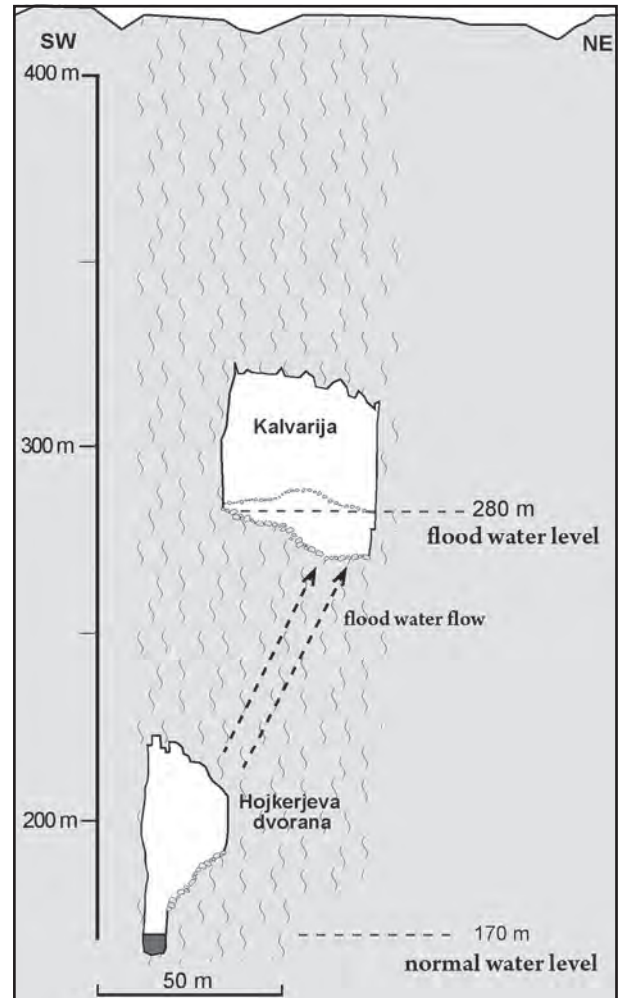 SW
NE
400 m
Kalvarija
300 m
280 m
flood water level
flood water flow
Hojkerjeva
dvorana
200 m
170 m
normal water level
50 m